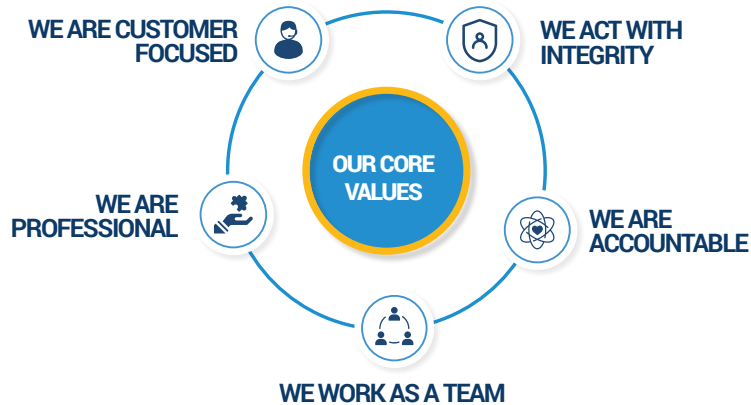 WE ARE CUSTOMER
FOCUSED
WE ACT WITH
INTEGRITY
OUR CORE
VALUES
WE ARE
PROFESSIONAL
WE ARE
ACCOUNTABLE
WE WORK AS A TEAM